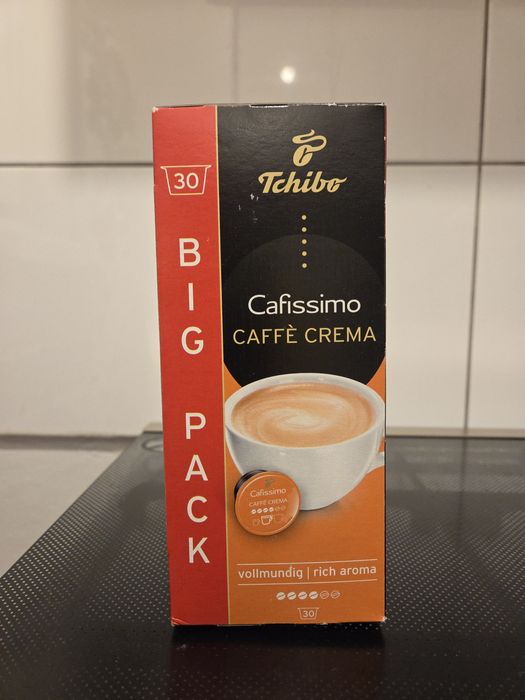 30
BIG PACK
Tchibo
Cafissimo
CAFFÈ CREMA
Cafissimo
CAFFÈ CREMA
vollmundig | rich aroma
30